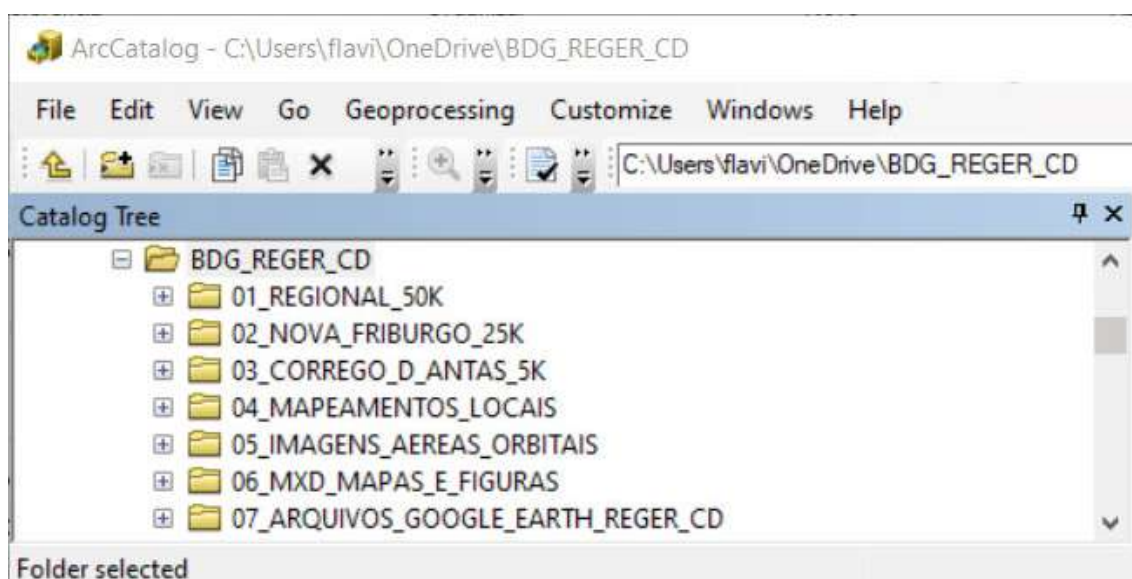 ArcCatalog - C:\Users\flavi\OneDrive\BDG_REGER_CD
File Edit View Go Geoprocessing Customize Windows Help
C:\Users\flavi\OneDrive\BDG_REGER_CD
Catalog Tree
BDG_REGER_CD
01_REGIONAL_50K
02_NOVA_FRIBURGO_25K
03_CORREGO_D_ANTAS_5K
04_MAPEAMENTOS_LOCAIS
05_IMAGENS_AEREAS_ORBITAIS
06_MXD_MAPAS_E_FIGURAS
07_ARQUIVOS_GOOGLE_EARTH_REGER_CD
Folder selected